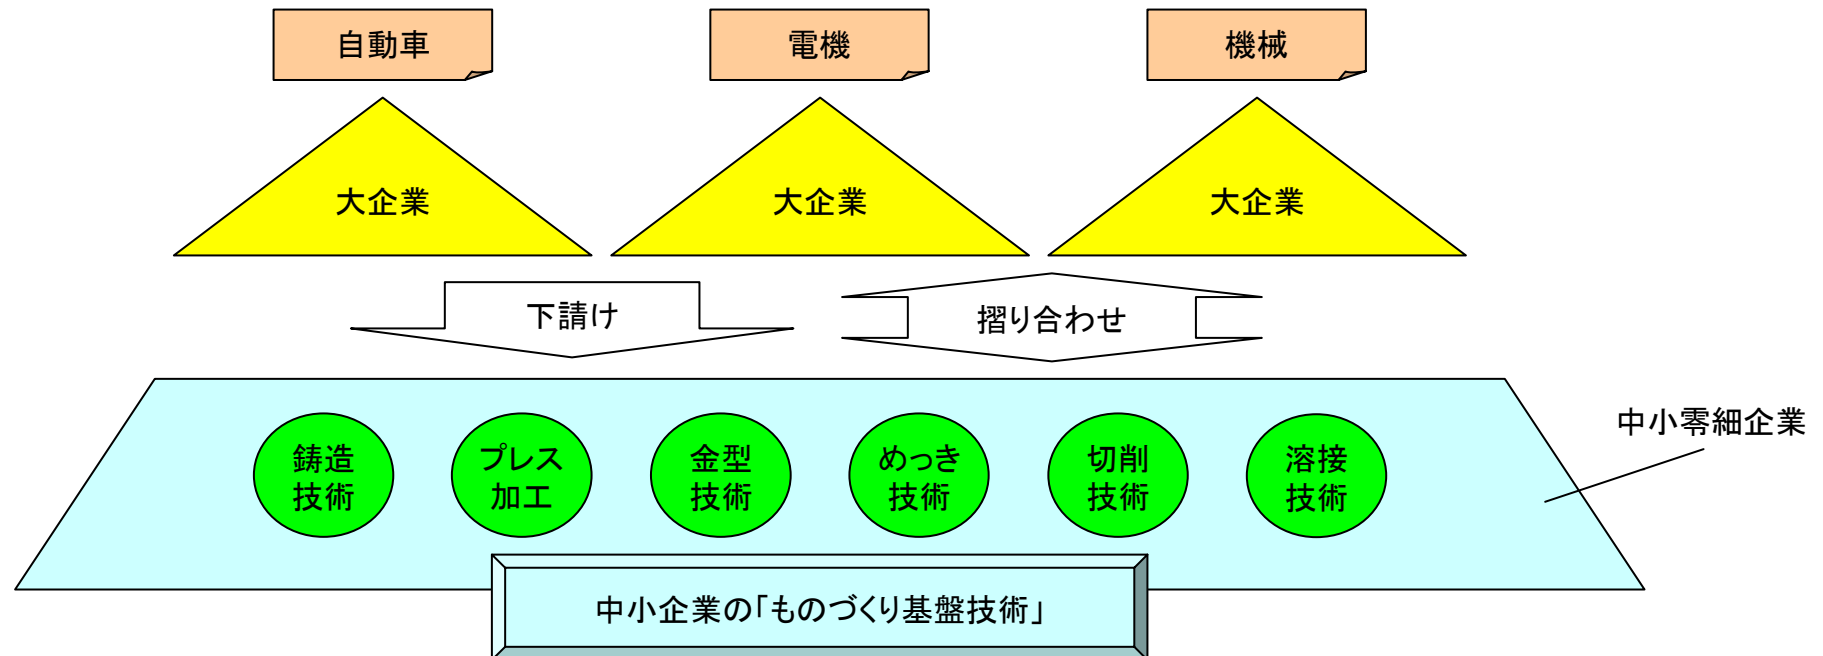 自動車
電機
機械
大企業
大企業
大企業
下請け
摺り合わせ
中小零細企業
鋳造
技術
プレス
加工
金型
技術
めっき
技術
切削
技術
溶接
技術
中小企業の「ものづくり基盤技術」